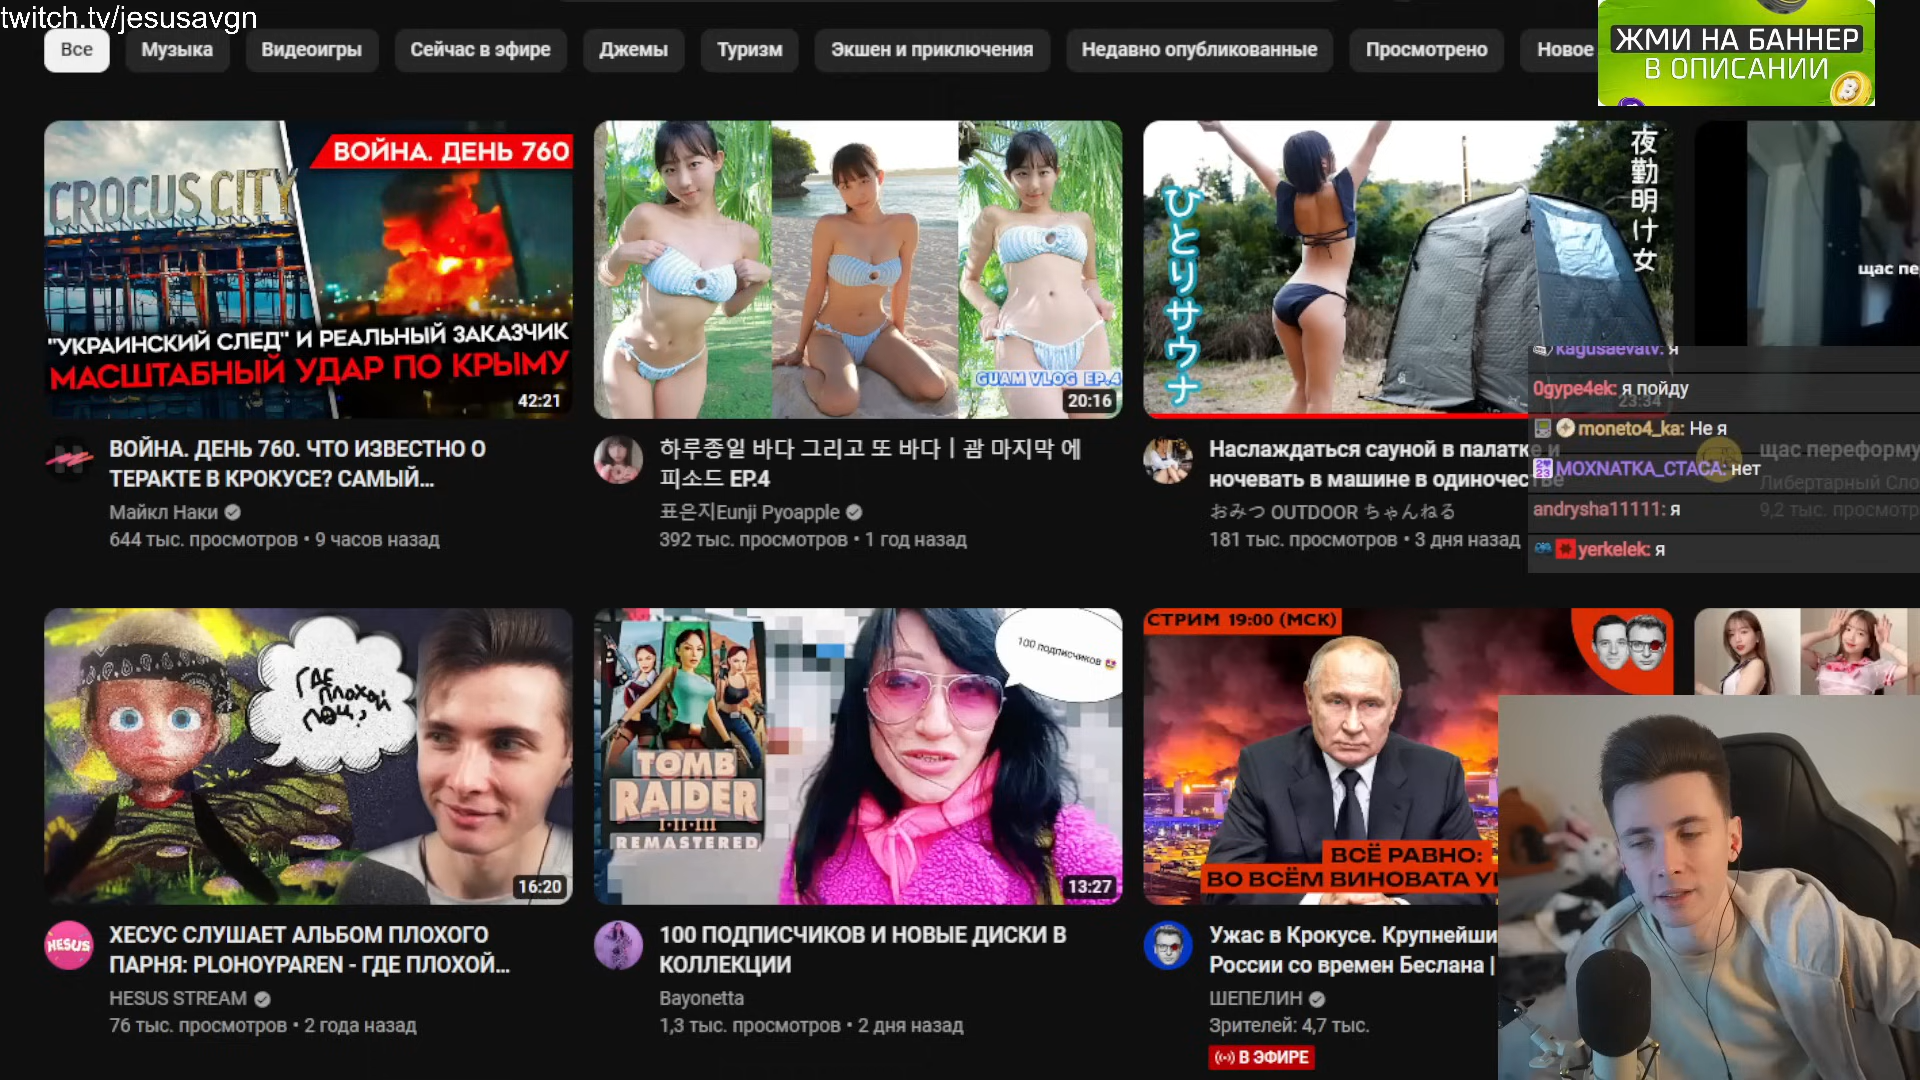 twitch.tv/jesusavgn
Все
Музыка
Видеоигры
Сейчас в эфире
Джемы
Туризм
Экшен и приключения
Недавно опубликованные
Просмотрено
Новое
ЖМИ НА БАННЕР
В ОПИСАНИИ
CROCUS CITY
ВОЙНА. ДЕНЬ 760
"УКРАИНСКИЙ СЛЕД" И РЕАЛЬНЫЙ ЗАКАЗЧИК
МАСШТАБНЫЙ УДАР ПО КРЫМУ
42:21
GUAM VLOG EP.4
20:16
ひとりサウナ
夜勤明け女
23:34
щас пе
ВОЙНА. ДЕНЬ 760. ЧТО ИЗВЕСТНО О
ТЕРАКТЕ В КРОКУСЕ? САМЫЙ...
Майкл Наки
644 тыс. просмотров • 9 часов назад
하루종일 바다 그리고 또 바다ㅣ괌 마지막 에
피소드 EP.4
표은지Eunji Pyoapple
392 тыс. просмотров • 1 год назад
Наслаждаться сауной в палатке и
ночевать в машине в одиночестве
おみつ OUTDOOR ちゃんねる
181 тыс. просмотров • 3 дня назад
щас переформу
Либертарный Сло
9,2 тыс. просмотр
kagusaevatv: я
0gype4ek: я пойду
moneto4_ka: Не я
MOXNATKA_CTACA: нет
andrysha11111: я
yerkelek: я
ГДЕ
ПЛОХОЙ
ПАЦ?
16:20
TOMB
RAIDER
I•II•III
REMASTERED
100 подписчиков
13:27
СТРИМ 19:00 (МСК)
ВСЁ РАВНО:
ВО ВСЁМ ВИНОВАТА У
HESUS
ХЕСУС СЛУШАЕТ АЛЬБОМ ПЛОХОГО
ПАРНЯ: PLOHOYPAREN - ГДЕ ПЛОХОЙ...
HESUS STREAM
76 тыс. просмотров • 2 года назад
100 ПОДПИСЧИКОВ И НОВЫЕ ДИСКИ В
КОЛЛЕКЦИИ
Bayonetta
1,3 тыс. просмотров • 2 дня назад
Ужас в Крокусе. Крупнейши
России со времен Беслана |
ШЕПЕЛИН
Зрителей: 4,7 тыс.
В ЭФИРЕ